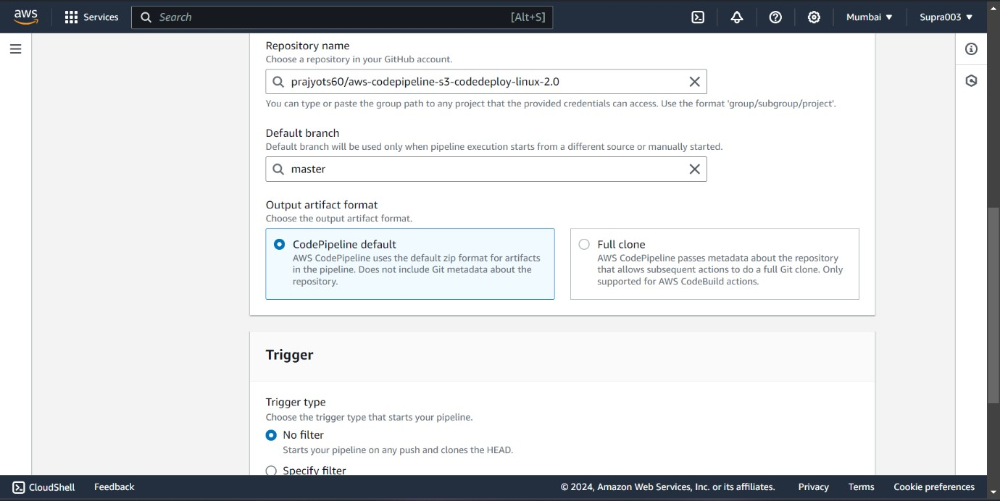 aws
Services
Search
[Alt+S]
Mumbai
Supra003
Repository name
Choose a repository in your GitHub account.
prajyots60/aws-codepipeline-s3-codedeploy-linux-2.0
You can type or paste the group path to any project that the provided credentials can access. Use the format 'group/subgroup/project'.
Default branch
Default branch will be used only when pipeline execution starts from a different source or manually started.
master
Output artifact format
Choose the output artifact format.
CodePipeline default
AWS CodePipeline uses the default zip format for artifacts
in the pipeline. Does not include Git metadata about the
repository.
Full clone
AWS CodePipeline passes metadata about the repository
that allows subsequent actions to do a full Git clone. Only
supported for AWS CodeBuild actions.
Trigger
Trigger type
Choose the trigger type that starts your pipeline.
No filter
Starts your pipeline on any push and clones the HEAD.
Specify filter
CloudShell
Feedback
© 2024, Amazon Web Services, Inc. or its affiliates.
Privacy
Terms
Cookie preferences